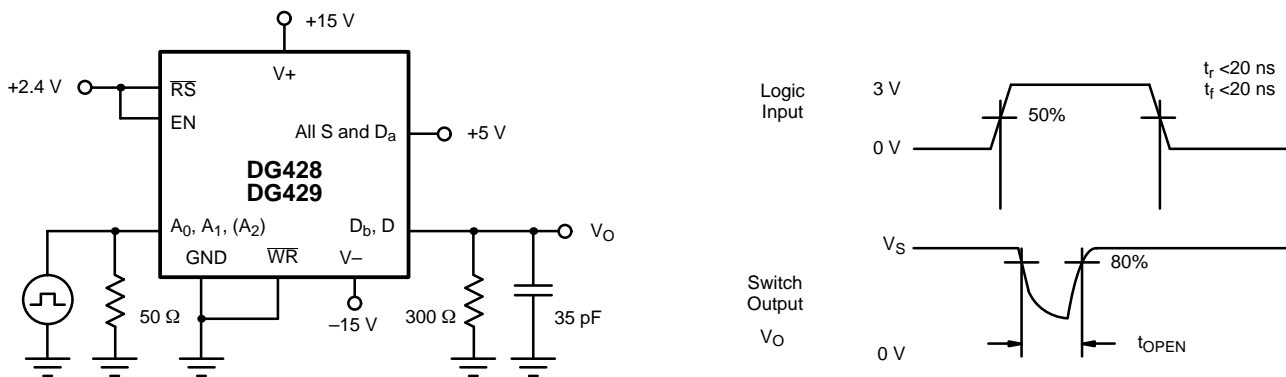 +15 V
+2.4 V
RS
EN
V+
All S and Da
+5 V
DG428
DG429
A0, A1, (A2)
Db, D
VO
GND
WR
V–
50 Ω
–15 V
300 Ω
35 pF
Logic
Input
3 V
0 V
50%
tr <20 ns
tf <20 ns
VS
80%
Switch
Output
VO
0 V
tOPEN